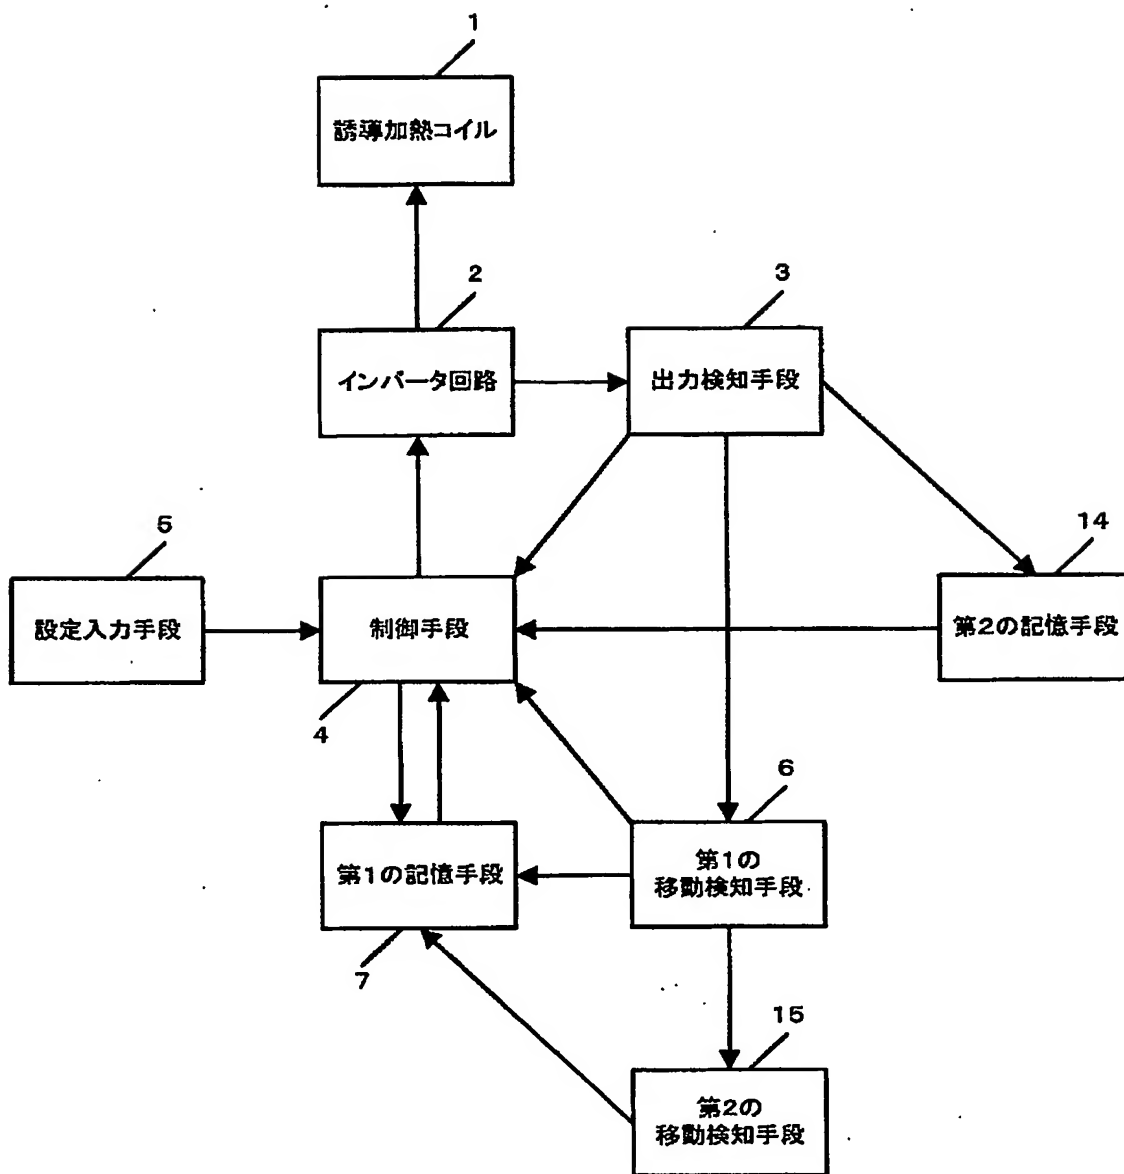 1
誘導加熱コイル
2
インバータ回路
3
出力検知手段
5
設定入力手段
制御手段
4
14
第2の記憶手段
6
第1の
移動検知手段
第1の記憶手段
7
15
第2の
移動検知手段